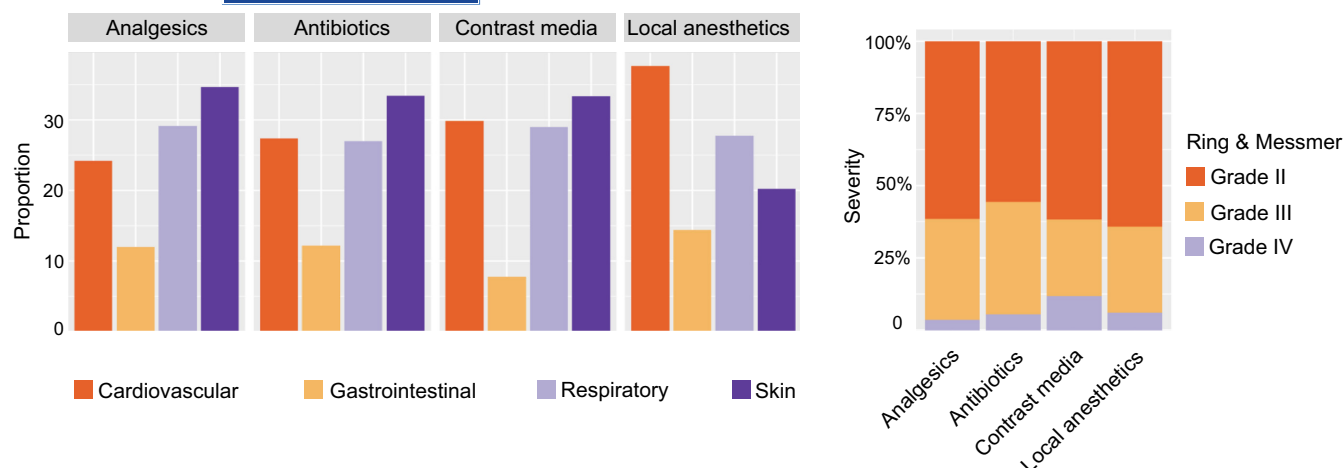 Analgesics
Antibiotics
Contrast media
Local anesthetics
Proportion
30
20
10
0
Cardiovascular
Gastrointestinal
Respiratory
Skin
Severity
100%
75%
50%
25%
0
Analgesics
Antibiotics
Contrast media
Local anesthetics
Ring & Messmer
Grade II
Grade III
Grade IV